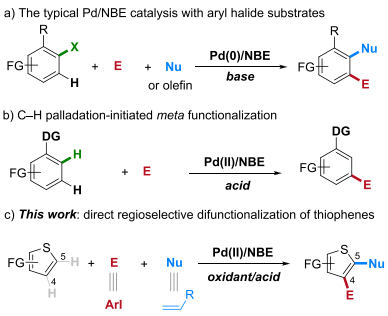 a) The typical Pd/NBE catalysis with aryl halide substrates
R
X
FG
H
+ E + Nu
or olefin
Pd(0)/NBE
base
R
Nu
FG
E
b) C–H palladation-initiated meta functionalization
DG
H
FG
H
+ E
Pd(II)/NBE
acid
DG
FG
E
c) This work: direct regioselective difunctionalization of thiophenes
FG
S
5
H
4
H
+ E + Nu
ArI
R
Pd(II)/NBE
oxidant/acid
FG
S
5
Nu
4
E